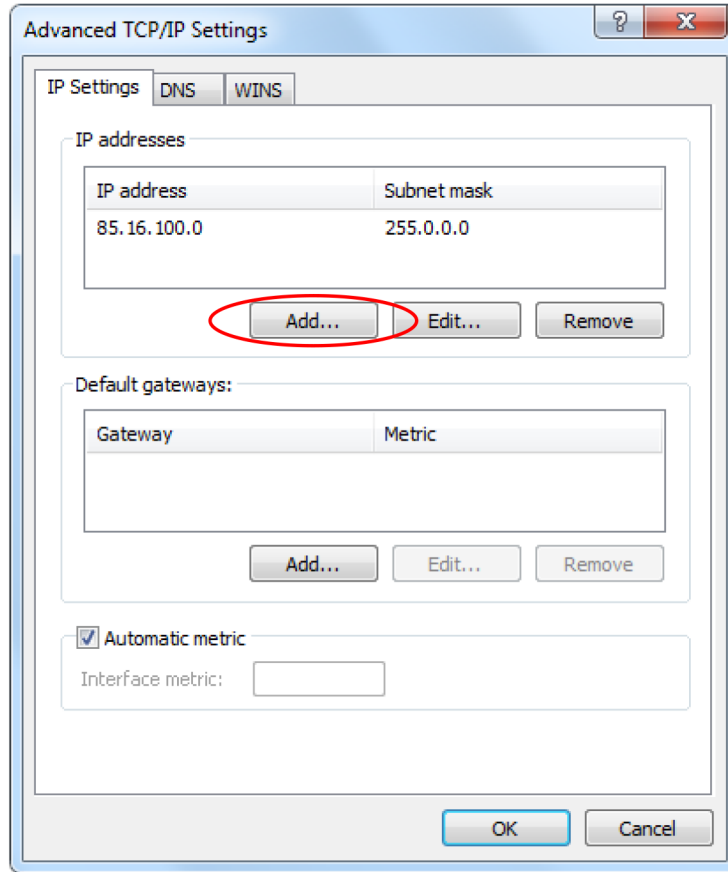 Advanced TCP/IP Settings
IP Settings DNS WINS
IP addresses
IP address Subnet mask
85.16.100.0 255.0.0.0
Add... Edit... Remove
Default gateways:
Gateway Metric
Add... Edit... Remove
Automatic metric
Interface metric:
OK Cancel